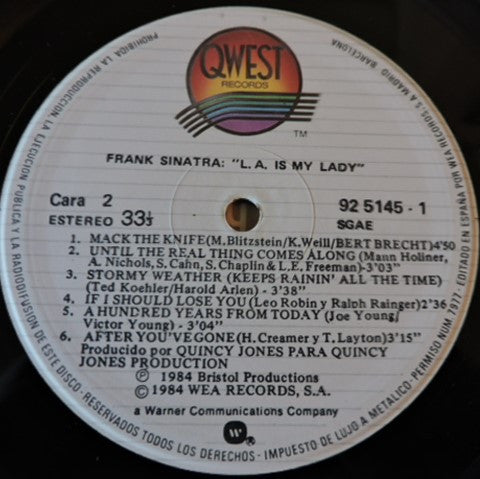 QWEST
RECORDS
TM
FRANK SINATRA: "L.A. IS MY LADY"
Cara 2
92 5145 - 1
ESTEREO 33⅓
SGAE
1. MACK THE KNIFE(M.Blitzstein/K.Weill/BERT BRECHT)4'50
2. UNTIL THE REAL THING COMES ALONG (Mann Holiner,
A. Nichols, S. Cahn, S. Chaplin & L.E. Freeman)-3'03"
3. STORMY WEATHER (KEEPS RAININ' ALL THE TIME)
(Ted Koehler/Harold Arlen) - 3'38"
4. IF I SHOULD LOSE YOU (Leo Robin y Ralph Rainger)2'36
5. A HUNDRED YEARS FROM TODAY (Joe Young/
Victor Young) - 3'04"
6. AFTER YOU'VE GONE(H. Creamer y T. Layton)3'15"
Producido por QUINCY JONES PARA QUINCY
JONES PRODUCTION
Ⓟ 1984 Bristol Productions
© 1984 WEA RECORDS, S.A.
a Warner Communications Company
PROHIBIDA LA REPRODUCCION LA EJECUCION PUBLICA Y LA RADIODIFUSION DE ESTE DISCO - RESERVADOS TODOS LOS DERECHOS - IMPUESTO DE LUJO A METALICO - PERMISO NUM. 7977 - EDITADO EN ESPAÑA POR WEA RECORDS S A MADRID BARCELONA